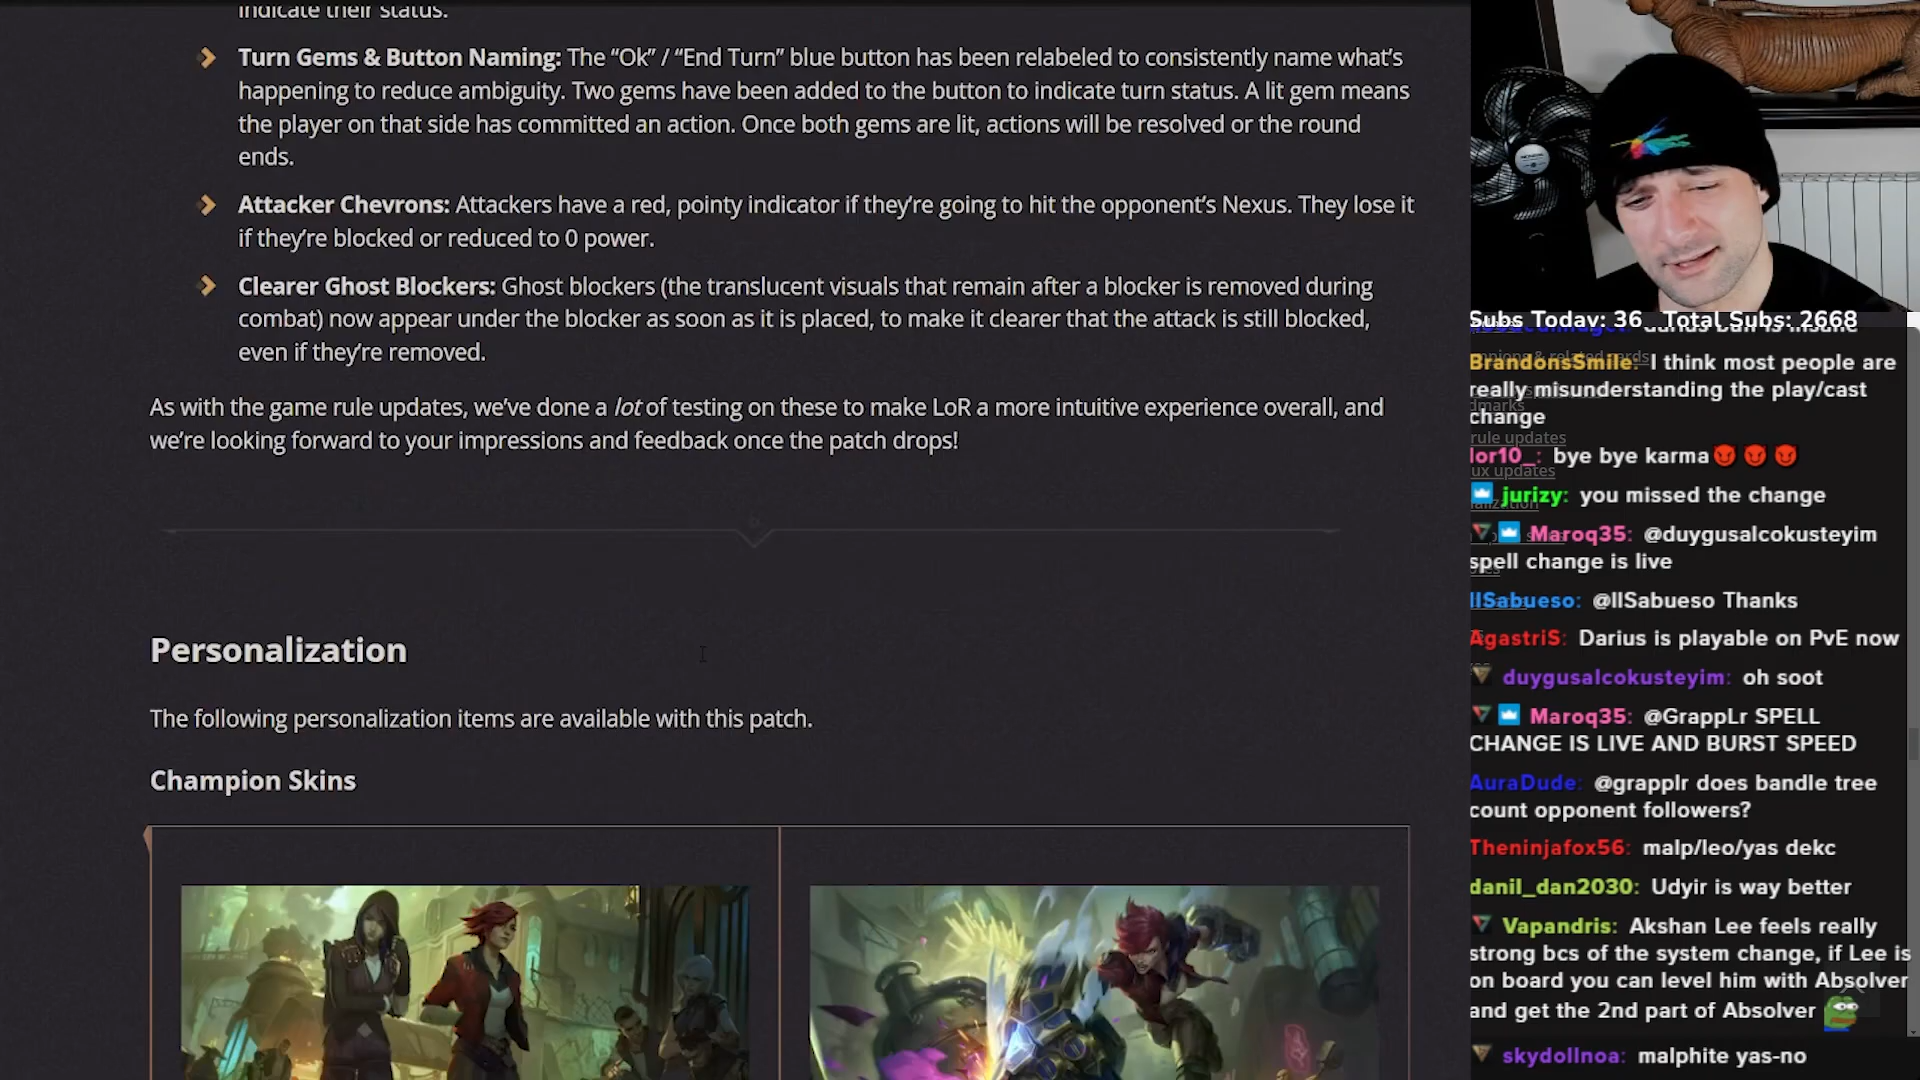 indicate their status.
Turn Gems & Button Naming: The “Ok” / “End Turn” blue button has been relabeled to consistently name what’s
happening to reduce ambiguity. Two gems have been added to the button to indicate turn status. A lit gem means
the player on that side has committed an action. Once both gems are lit, actions will be resolved or the round
ends.
Attacker Chevrons: Attackers have a red, pointy indicator if they’re going to hit the opponent’s Nexus. They lose it
if they’re blocked or reduced to 0 power.
Clearer Ghost Blockers: Ghost blockers (the translucent visuals that remain after a blocker is removed during
combat) now appear under the blocker as soon as it is placed, to make it clearer that the attack is still blocked,
even if they’re removed.
As with the game rule updates, we’ve done a lot of testing on these to make LoR a more intuitive experience overall, and
we’re looking forward to your impressions and feedback once the patch drops!
Personalization
The following personalization items are available with this patch.
Champion Skins
Subs Today: 36 Total Subs: 2668
BrandonsSmile: I think most people are
really misunderstanding the play/cast
change
rule updates
lor10_: bye bye karma
ux updates
jurizy: you missed the change
Maroq35: @duygusalcokusteyim
spell change is live
IlSabueso: @IlSabueso Thanks
AgastriS: Darius is playable on PvE now
duygusalcokusteyim: oh soot
Maroq35: @GrappLr SPELL
CHANGE IS LIVE AND BURST SPEED
AuraDude: @grapplr does bandle tree
count opponent followers?
Theninjafox56: malp/leo/yas dekc
danil_dan2030: Udyir is way better
Vapandris: Akshan Lee feels really
strong bcs of the system change, if Lee is
on board you can level him with Absolver
and get the 2nd part of Absolver
skydollnoa: malphite yas-no